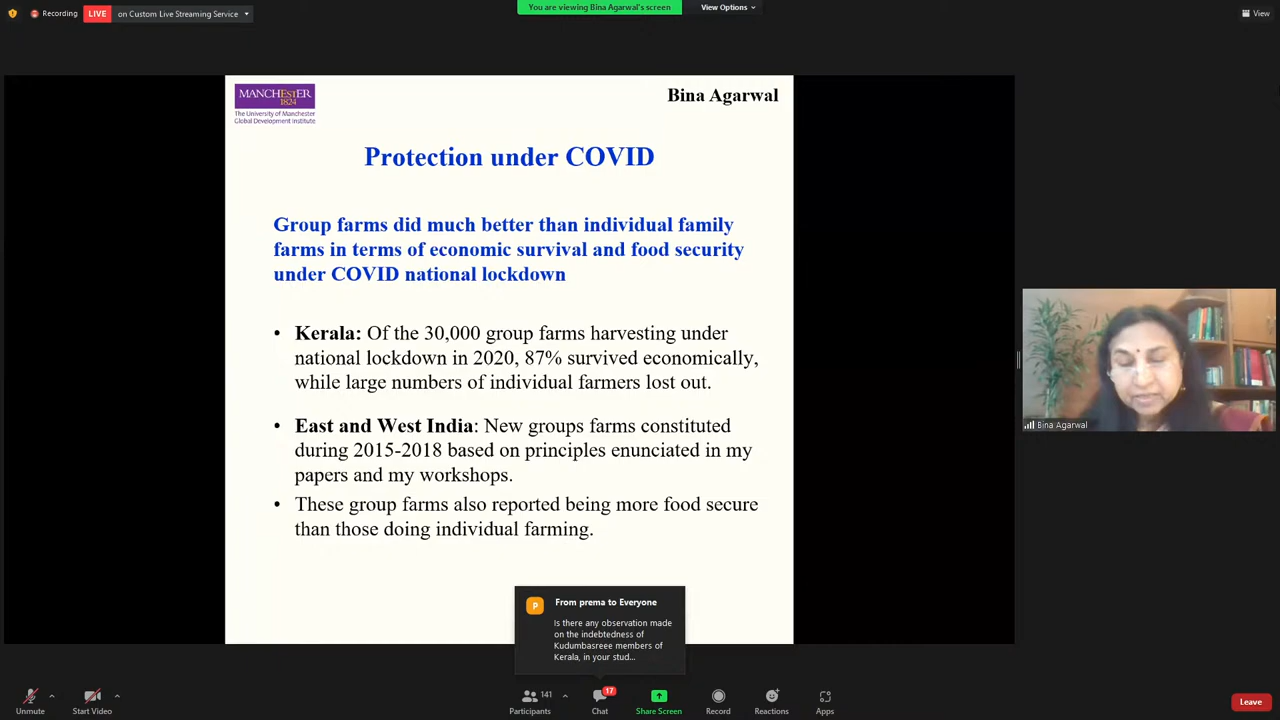 Recording
LIVE
on Custom Live Streaming Service
You are viewing Bina Agarwal's screen
View Options
View
MANCHESTER
1824
The University of Manchester
Global Development Institute
Bina Agarwal
Protection under COVID
Group farms did much better than individual family
farms in terms of economic survival and food security
under COVID national lockdown
• Kerala: Of the 30,000 group farms harvesting under
national lockdown in 2020, 87% survived economically,
while large numbers of individual farmers lost out.
• East and West India: New groups farms constituted
during 2015-2018 based on principles enunciated in my
papers and my workshops.
• These group farms also reported being more food secure
than those doing individual farming.
Bina Agarwal
P
From prema to Everyone
Is there any observation made
on the indebtedness of
Kudumbasreee members of
Kerala, in your stud...
Unmute
Start Video
141
Participants
17
Chat
Share Screen
Record
Reactions
Apps
Leave